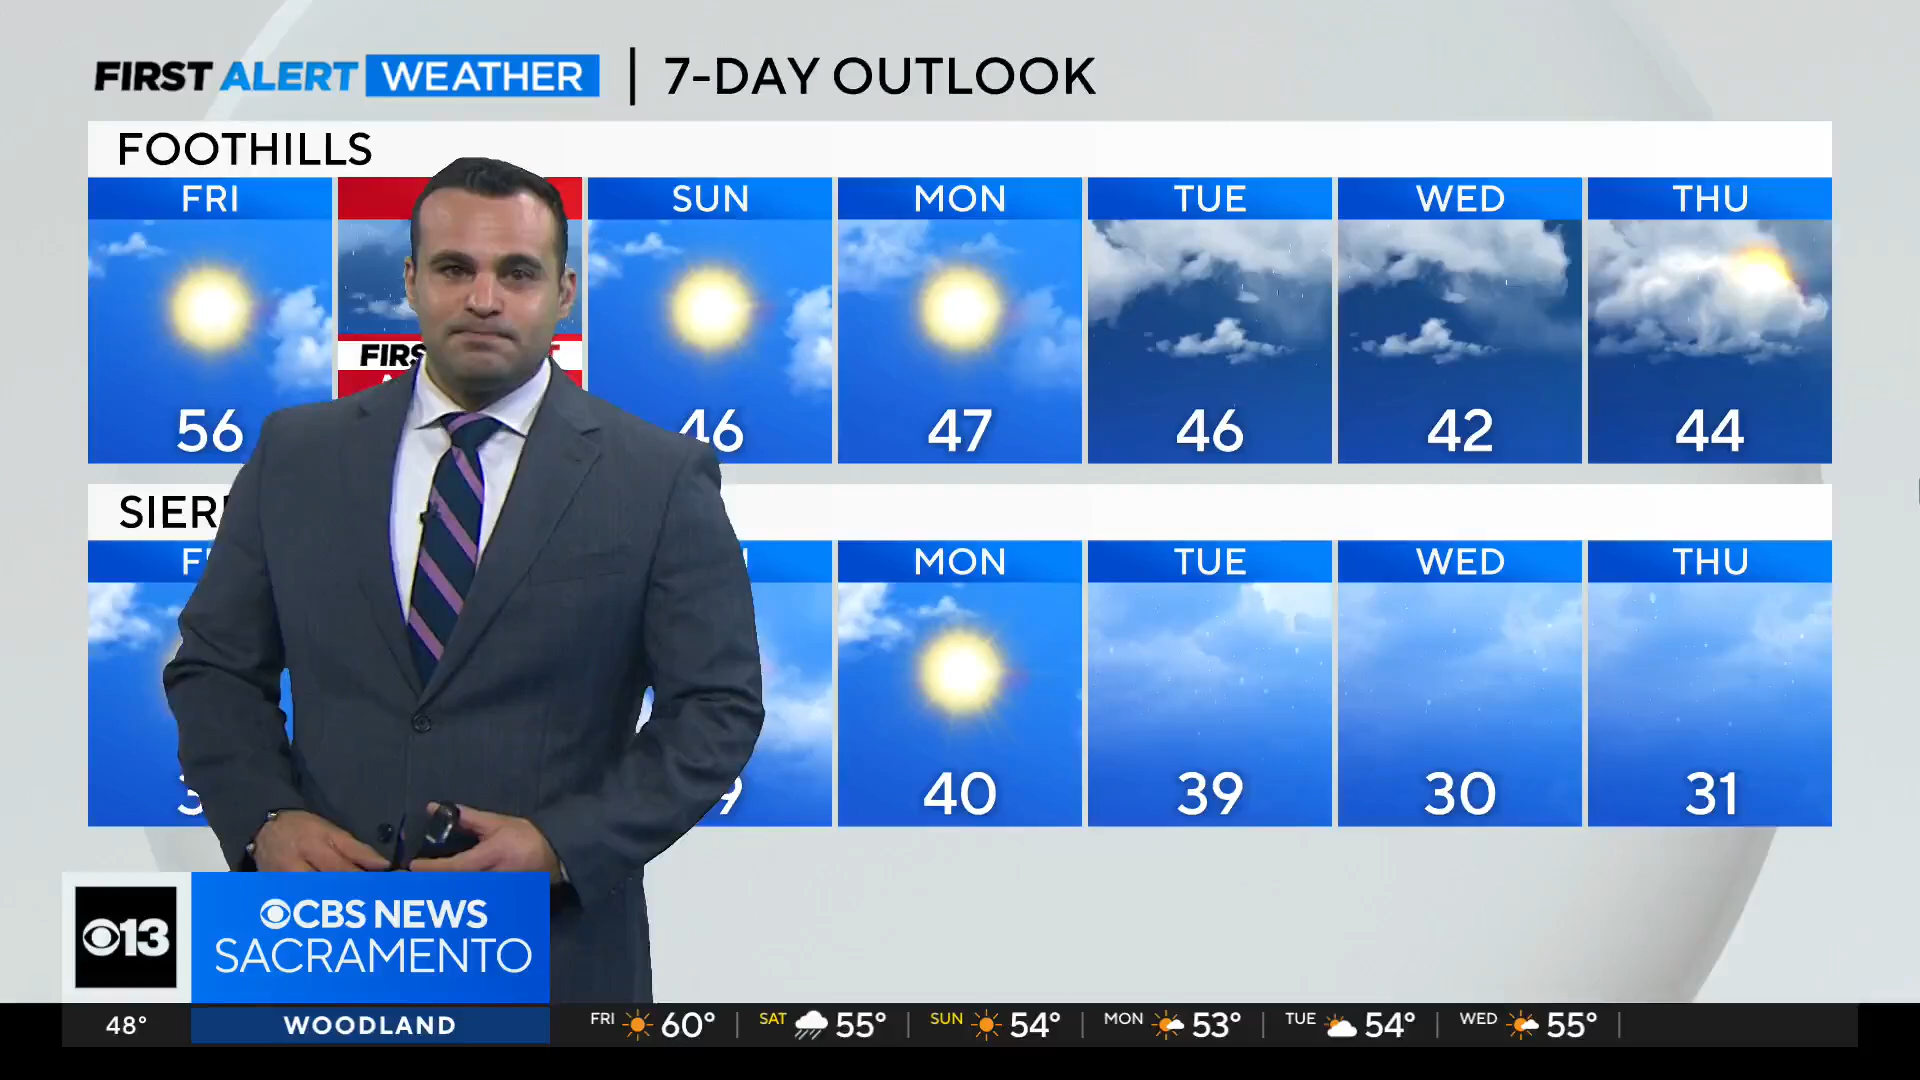 FIRST ALERT WEATHER | 7-DAY OUTLOOK
FOOTHILLS
FRI SUN MON TUE WED THU
56 46 47 46 42 44
MON TUE WED THU
40 39 30 31
13
CBS NEWS
SACRAMENTO
48° WOODLAND FRI 60° | SAT 55° | SUN 54° | MON 53° | TUE 54° | WED 55° |